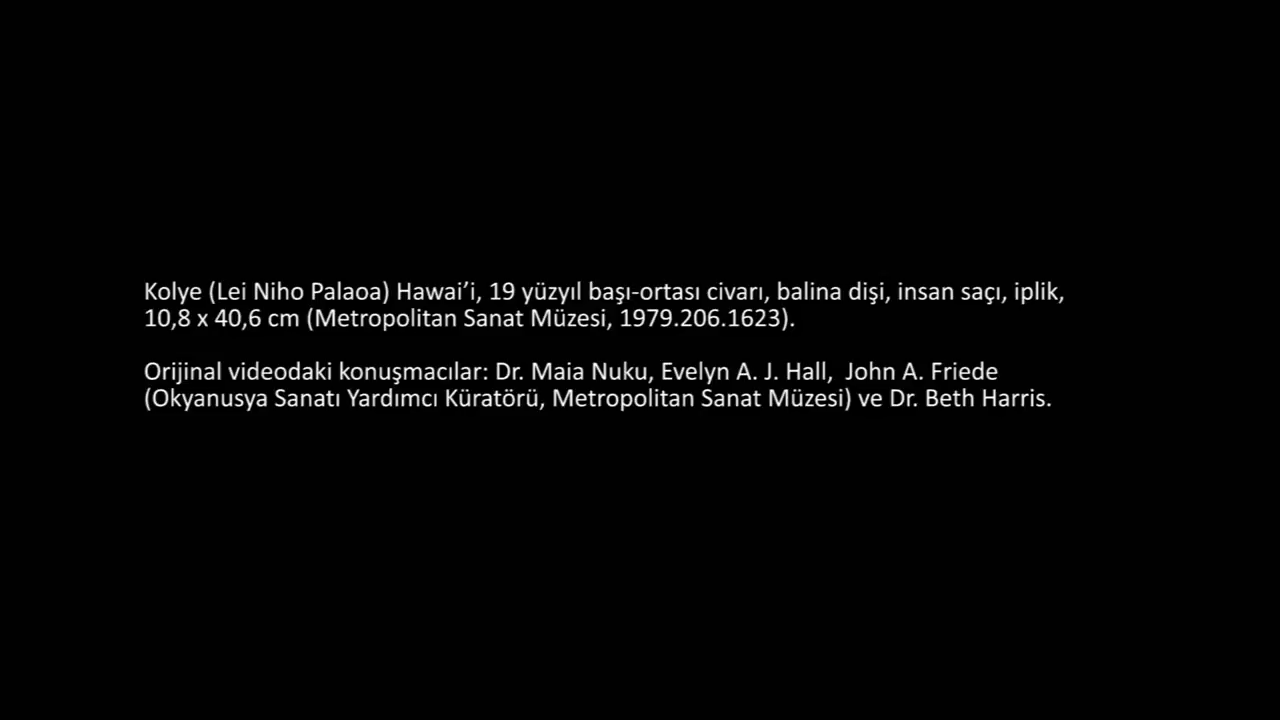 Kolye (Lei Niho Palaoa) Hawai’i, 19 yüzyıl başı-ortası civarı, balina dişi, insan saçı, iplik,
10,8 x 40,6 cm (Metropolitan Sanat Müzesi, 1979.206.1623).
Orijinal videodaki konuşmacılar: Dr. Maia Nuku, Evelyn A. J. Hall,  John A. Friede
(Okyanusya Sanatı Yardımcı Küratörü, Metropolitan Sanat Müzesi) ve Dr. Beth Harris.